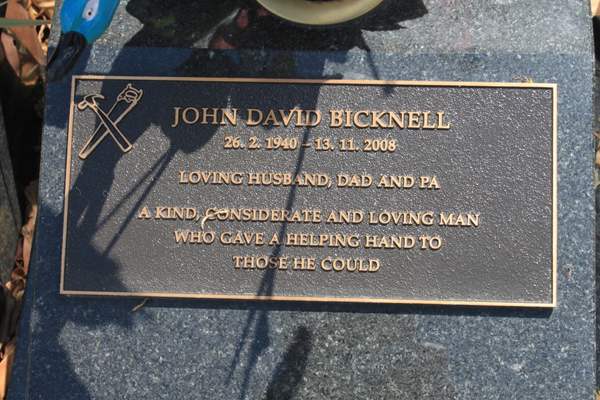 JOHN DAVID BICKNELL
26. 2. 1940 – 13. 11. 2008
LOVING HUSBAND, DAD AND PA
A KIND, CONSIDERATE AND LOVING MAN
WHO GAVE A HELPING HAND TO
THOSE HE COULD